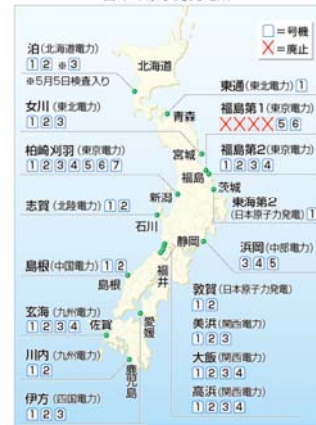 □=号機
×=廃止
泊(北海道電力)
1 2 ※3
※5月5日検査入り
北海道
東通(東北電力) 1
女川(東北電力)
1 2 3
青森
福島第1(東京電力)
××××5 6
柏崎刈羽(東京電力)
1 2 3 4 5 6 7
宮城
福島第2(東京電力)
1 2 3 4
福島
茨城
新潟
東海第2
(日本原子力発電)
志賀(北陸電力) 1 2
石川
静岡
浜岡(中部電力)
3 4 5
島根(中国電力) 1 2
島根
福井
敦賀(日本原子力発電)
1 2
玄海(九州電力)
1 2 3 4
佐賀
愛媛
美浜(関西電力)
1 2 3
川内(九州電力)
1 2
大飯(関西電力)
1 2 3 4
鹿児島
高浜(関西電力)
1 2 3 4
伊方(四国電力)
1 2 3